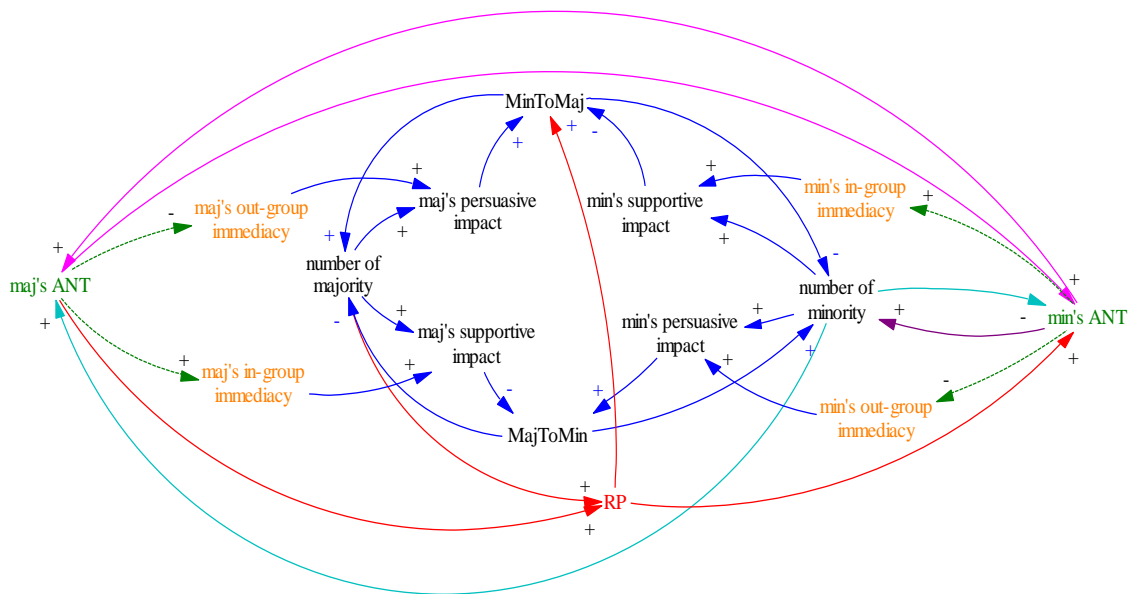 MinToMaj
+
-
+
+
+
maj's persuasive
impact
+
min's supportive
impact
+
min's in-group
immediacy
+
-
maj's out-group
immediacy
+
+
+
-
number of
majority
+
maj's ANT
+
+
number of
minority
+
min's ANT
-
+
-
+
maj's supportive
impact
min's persuasive
impact
+
+
+
+
+
maj's in-group
immediacy
-
+
-
min's out-group
immediacy
MajToMin
+
RP
+